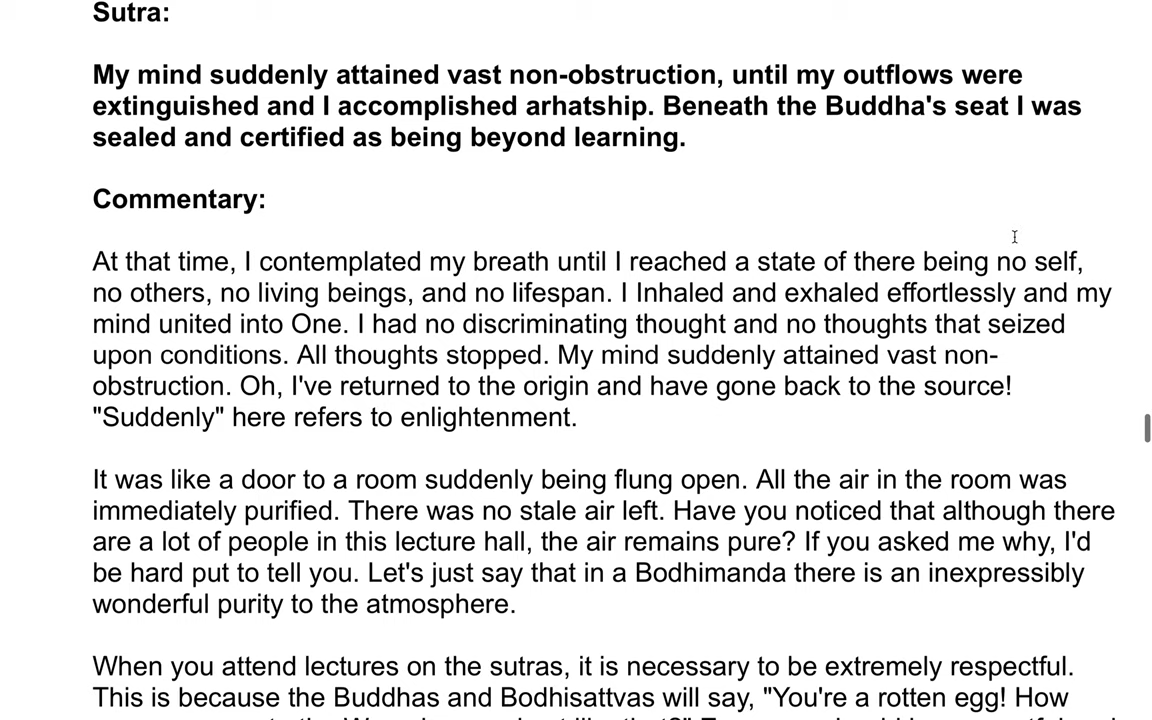 Sutra:
My mind suddenly attained vast non-obstruction, until my outflows were
extinguished and I accomplished arhatship. Beneath the Buddha's seat I was
sealed and certified as being beyond learning.
Commentary:
At that time, I contemplated my breath until I reached a state of there being no self,
no others, no living beings, and no lifespan. I Inhaled and exhaled effortlessly and my
mind united into One. I had no discriminating thought and no thoughts that seized
upon conditions. All thoughts stopped. My mind suddenly attained vast non-
obstruction. Oh, I've returned to the origin and have gone back to the source!
"Suddenly" here refers to enlightenment.
It was like a door to a room suddenly being flung open. All the air in the room was
immediately purified. There was no stale air left. Have you noticed that although there
are a lot of people in this lecture hall, the air remains pure? If you asked me why, I'd
be hard put to tell you. Let's just say that in a Bodhimanda there is an inexpressibly
wonderful purity to the atmosphere.
When you attend lectures on the sutras, it is necessary to be extremely respectful.
This is because the Buddhas and Bodhisattvas will say, "You're a rotten egg! How